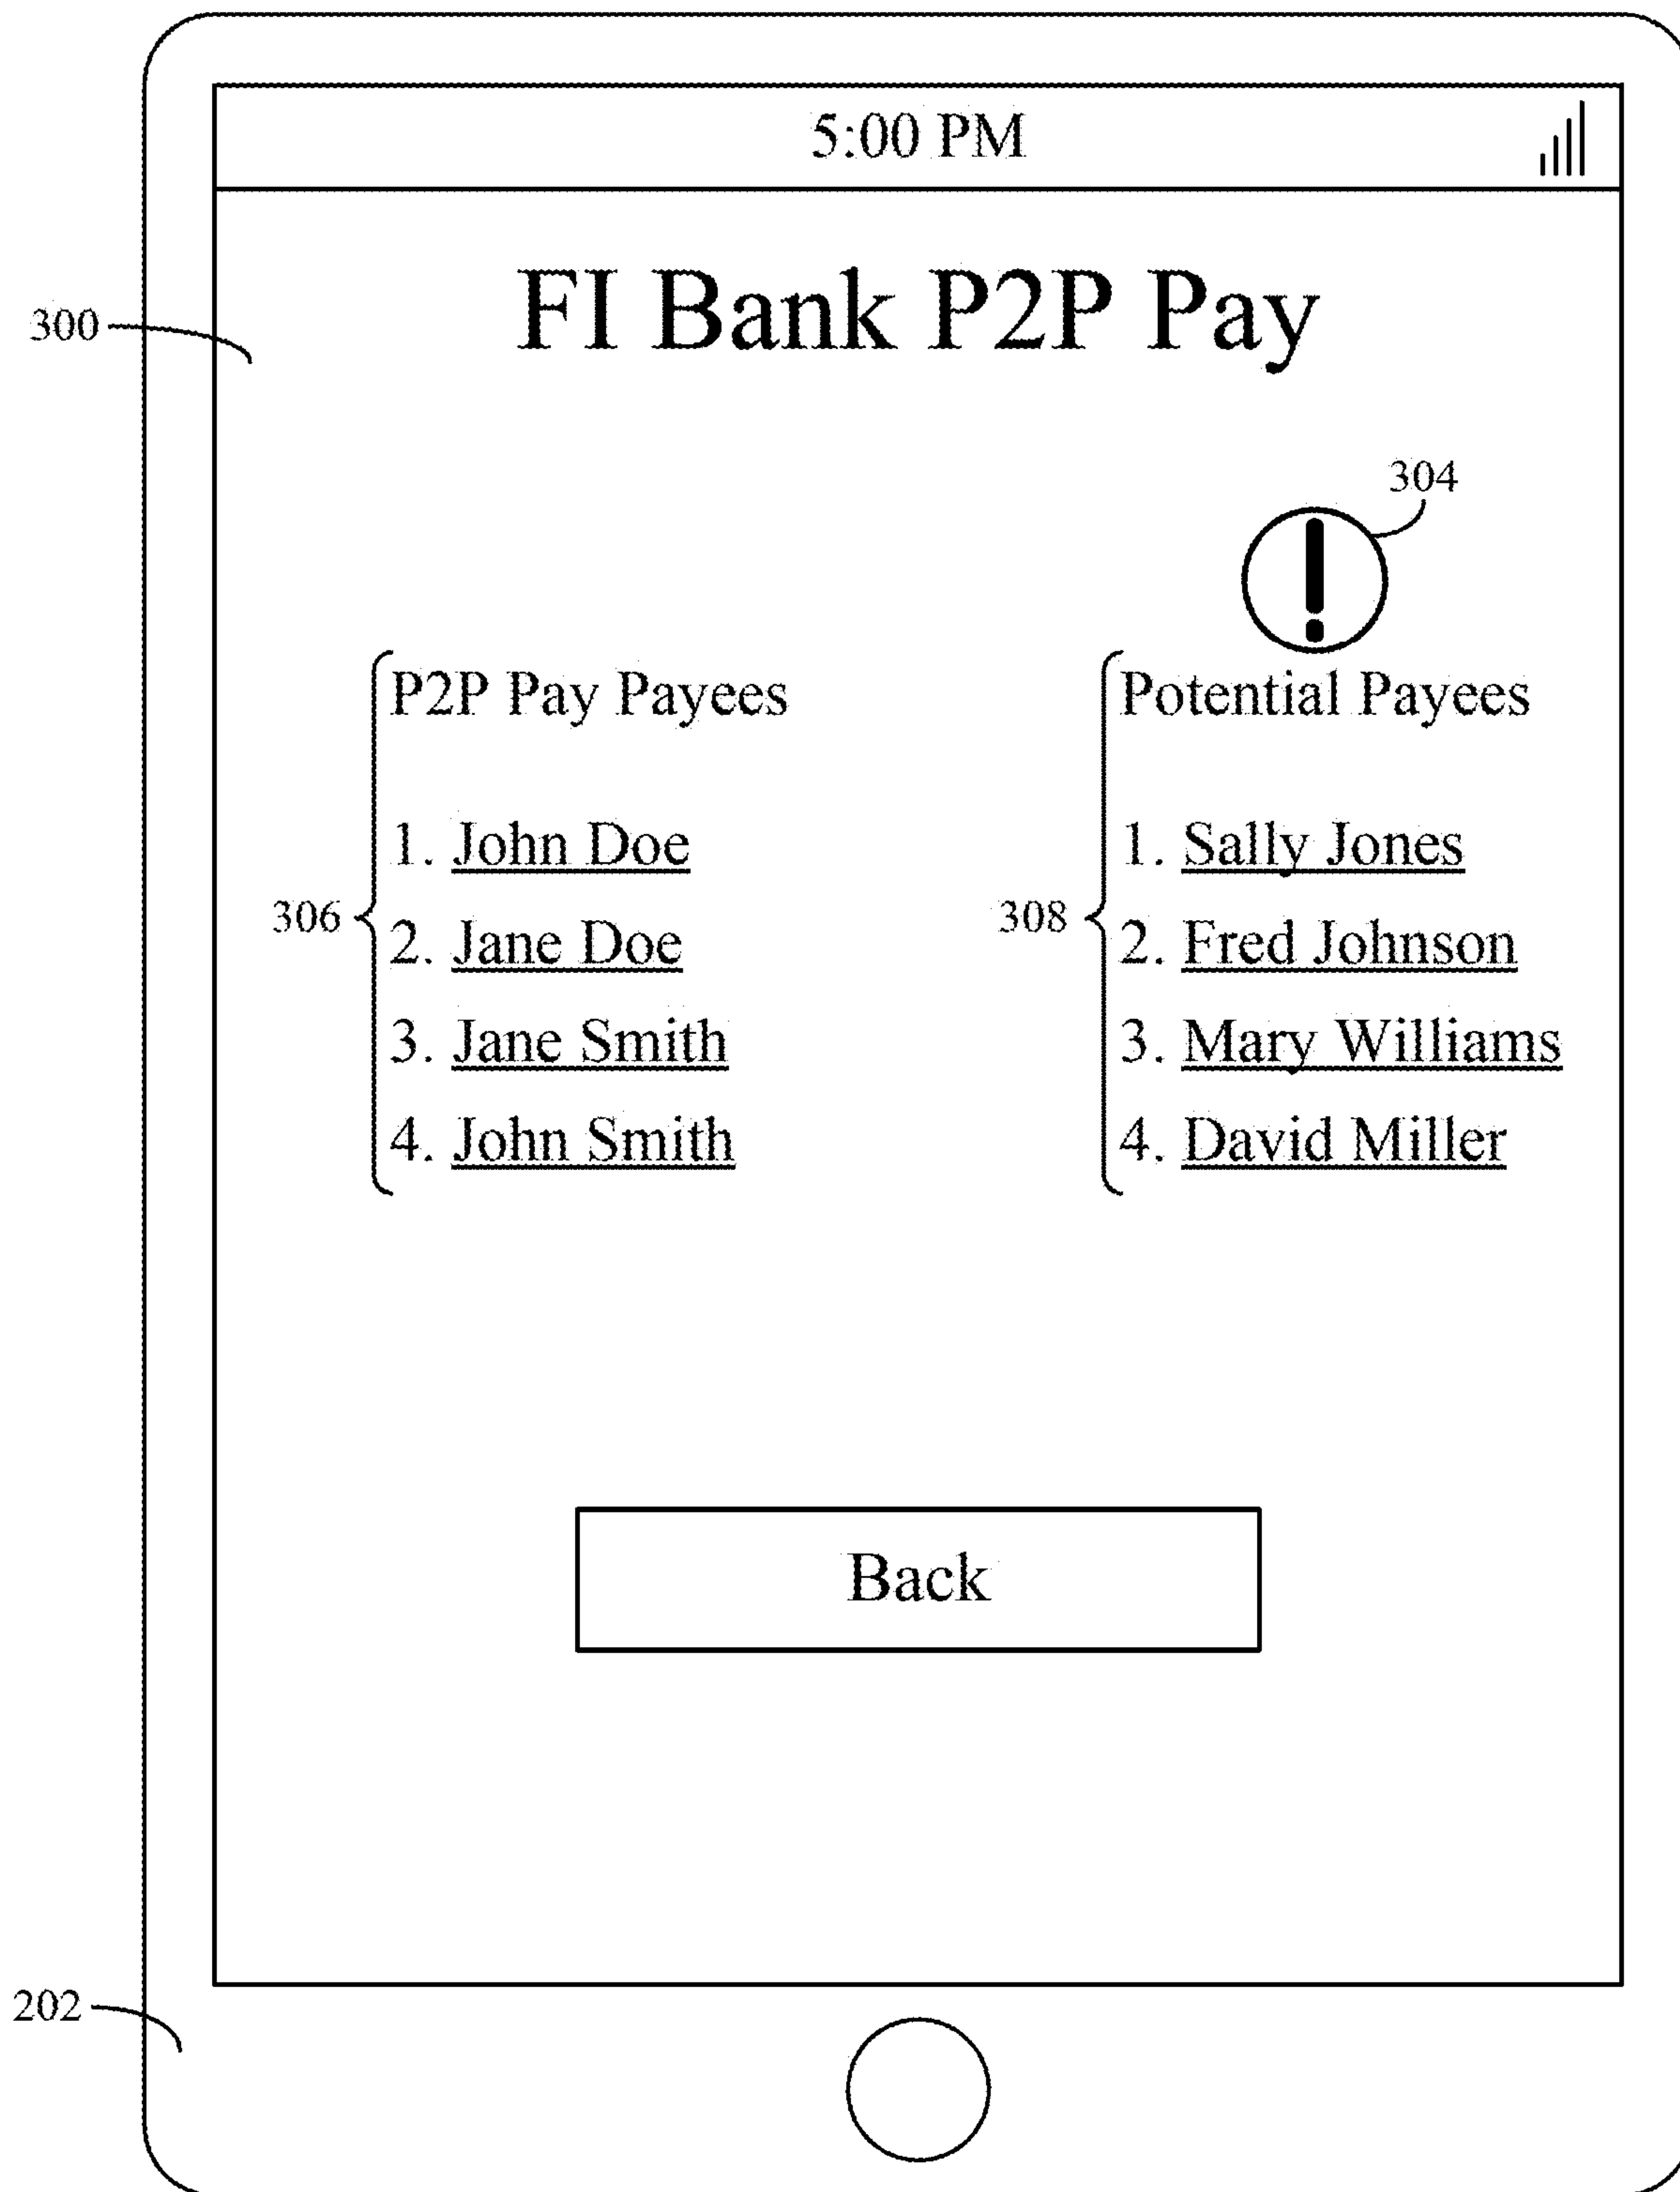 5:00 PM
FI Bank P2P Pay
300
304
P2P Pay Payees
1. John Doe
2. Jane Doe
3. Jane Smith
4. John Smith
306
Potential Payees
1. Sally Jones
2. Fred Johnson
3. Mary Williams
4. David Miller
308
Back
202